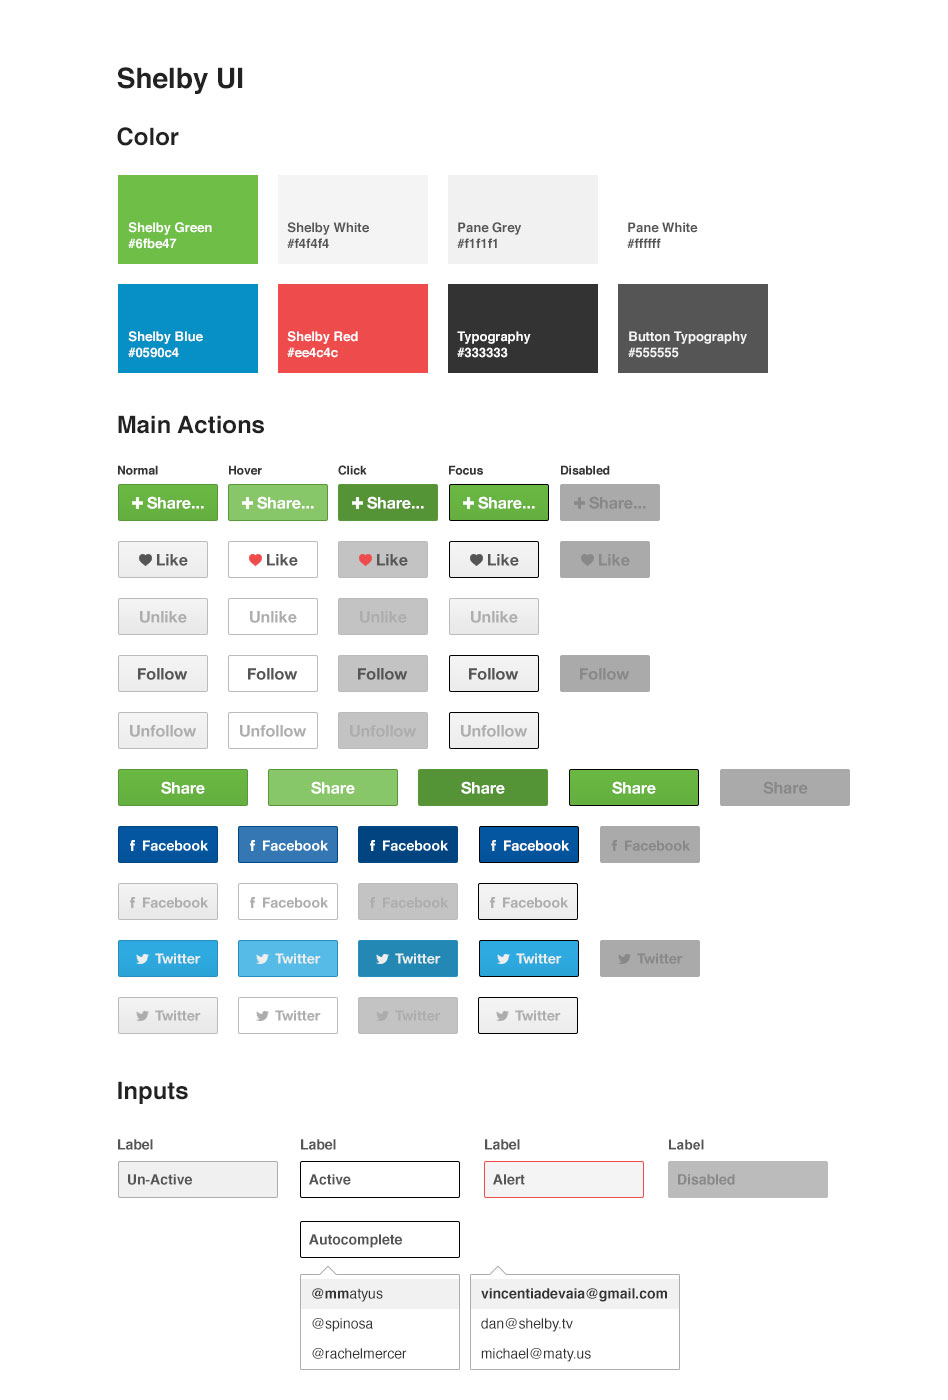 Shelby UI
Color
Shelby Green
#6fbe47
Shelby White
#f4f4f4
Pane Grey
#f1f1f1
Pane White
#ffffff
Shelby Blue
#0590c4
Shelby Red
#ee4c4c
Typography
#333333
Button Typography
#555555
Main Actions
Normal Hover Click Focus Disabled
Share... Share... Share... Share... Share...
Like Like Like Like Like
Unlike Unlike Unlike Unlike
Follow Follow Follow Follow Follow
Unfollow Unfollow Unfollow Unfollow
Share Share Share Share Share
Facebook Facebook Facebook Facebook Facebook
Facebook Facebook Facebook Facebook
Twitter Twitter Twitter Twitter Twitter
Twitter Twitter Twitter Twitter
Inputs
Label Label Label Label
Un-Active Active Alert Disabled
Autocomplete
@mmatyus
@spinosa
@rachelmercer
vincentiadevaia@gmail.com
dan@shelby.tv
michael@maty.us